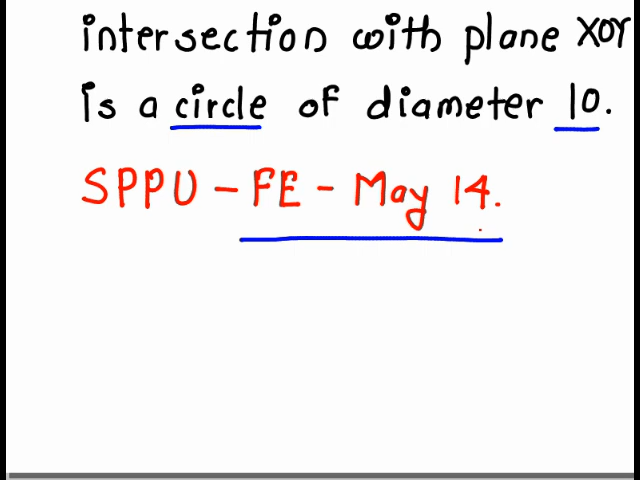 intersection with plane XOY
is a circle of diameter 10.
SPPU - FE - May 14.